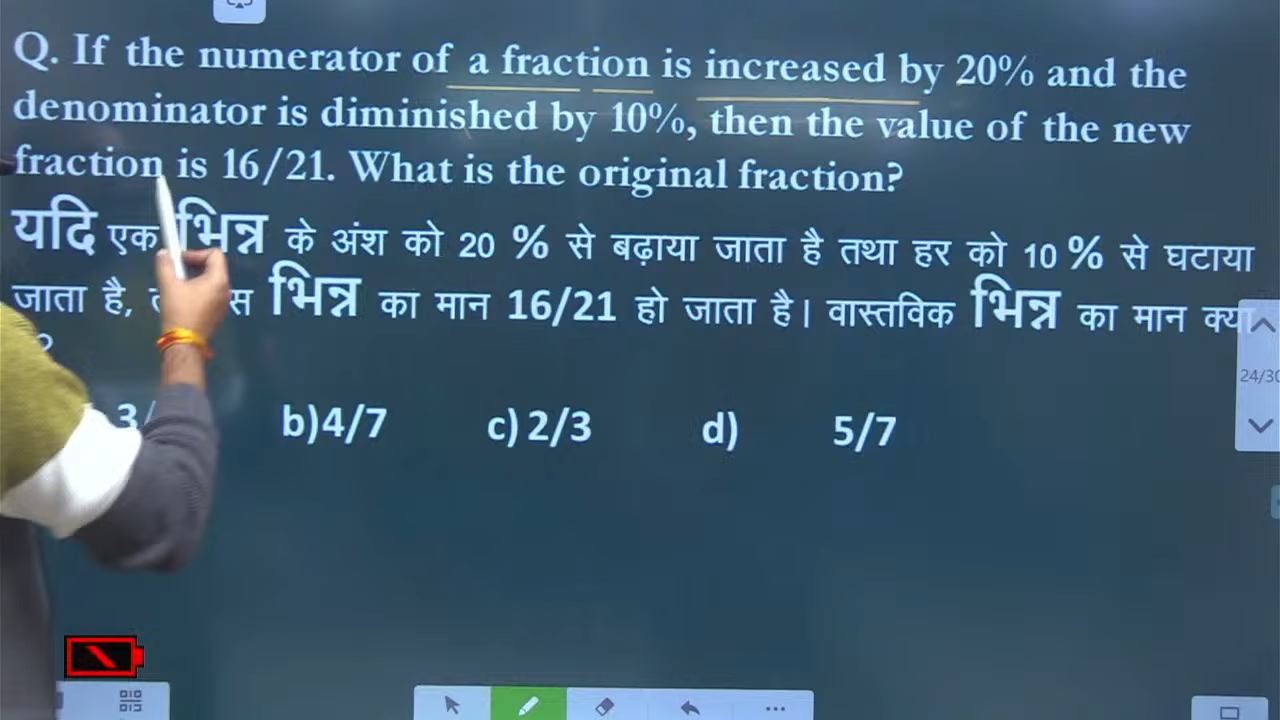 Q. If the numerator of a fraction is increased by 20% and the
denominator is diminished by 10%, then the value of the new
fraction is 16/21. What is the original fraction?
यदि एक भिन्न के अंश को 20 % से बढ़ाया जाता है तथा हर को 10 % से घटाया
जाता है, भिन्न का मान 16/21 हो जाता है। वास्तविक भिन्न का मान क्या
?
3/ b)4/7 c) 2/3 d) 5/7
24/30